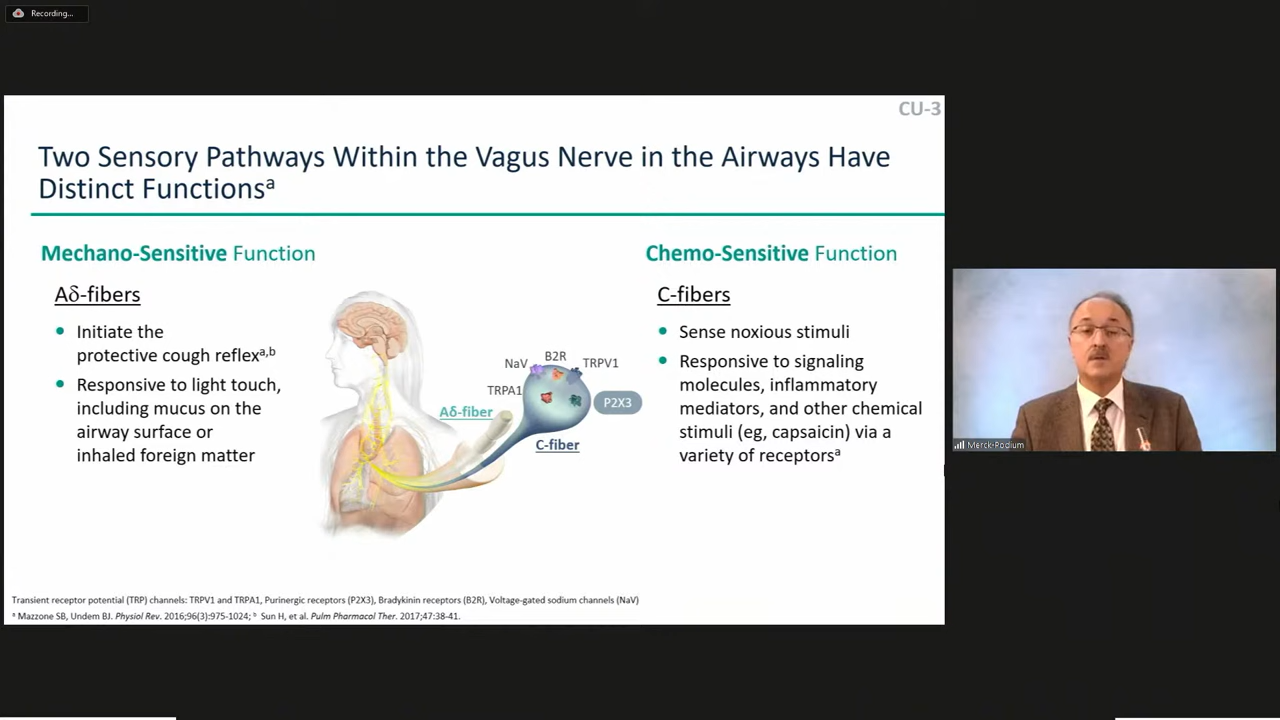 Recording...
CU-3
Two Sensory Pathways Within the Vagus Nerve in the Airways Have
Distinct Functionsᵃ
Mechano-Sensitive Function
Aδ-fibers
• Initiate the
protective cough reflexᵃ,ᵇ
• Responsive to light touch,
including mucus on the
airway surface or
inhaled foreign matter
NaV
B2R
TRPV1
TRPA1
P2X3
Aδ-fiber
C-fiber
Chemo-Sensitive Function
C-fibers
• Sense noxious stimuli
• Responsive to signaling
molecules, inflammatory
mediators, and other chemical
stimuli (eg, capsaicin) via a
variety of receptorsᵃ
Transient receptor potential (TRP) channels: TRPV1 and TRPA1, Purinergic receptors (P2X3), Bradykinin receptors (B2R), Voltage-gated sodium channels (NaV)
ᵃ Mazzone SB, Undem BJ. Physiol Rev. 2016;96(3):975-1024; ᵇ Sun H, et al. Pulm Pharmacol Ther. 2017;47:38-41.
Merck-Podium